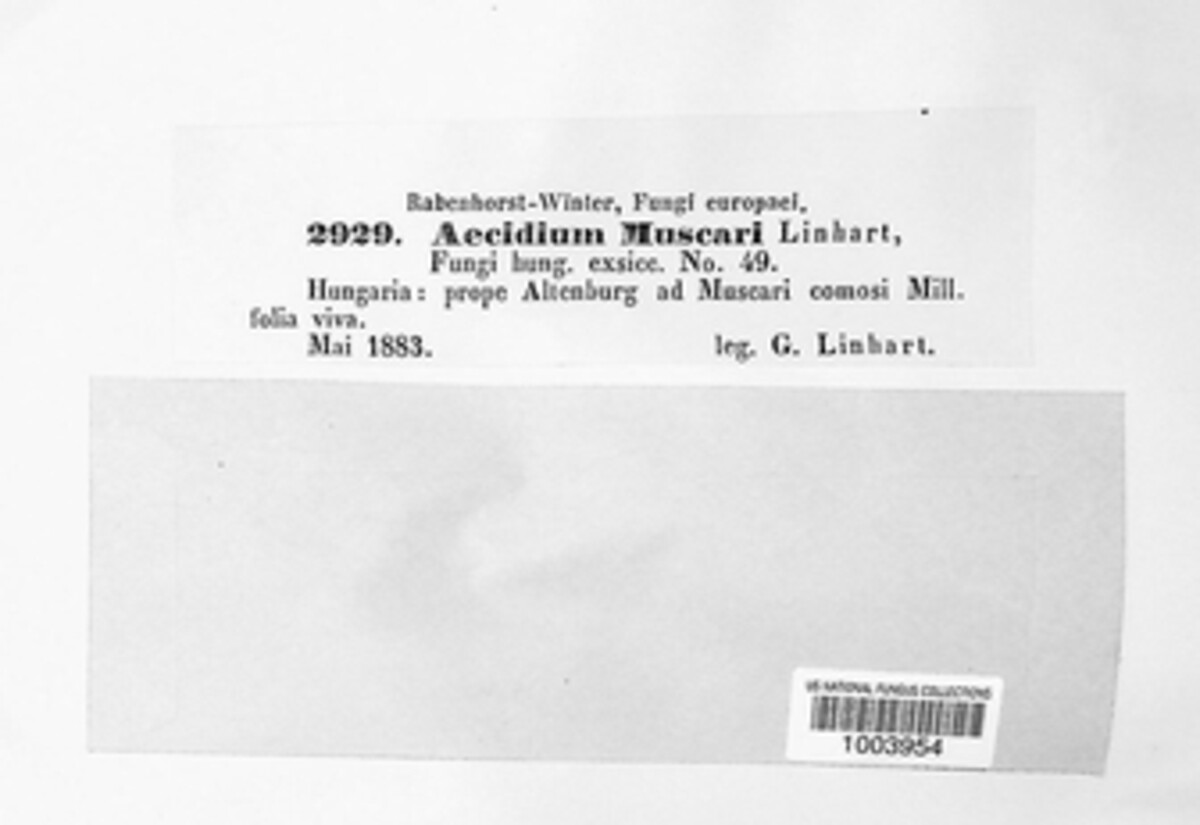 Rabenhorst-Winter, Fungi europaei.
2929. Aecidium Muscari Linhart,
Fungi hung. exsicc. No. 49.
Hungaria: prope Altenburg ad Muscari comosi Mill.
folia viva.
Mai 1883. leg. G. Linhart.
US NATIONAL FUNGUS COLLECTIONS
1003954